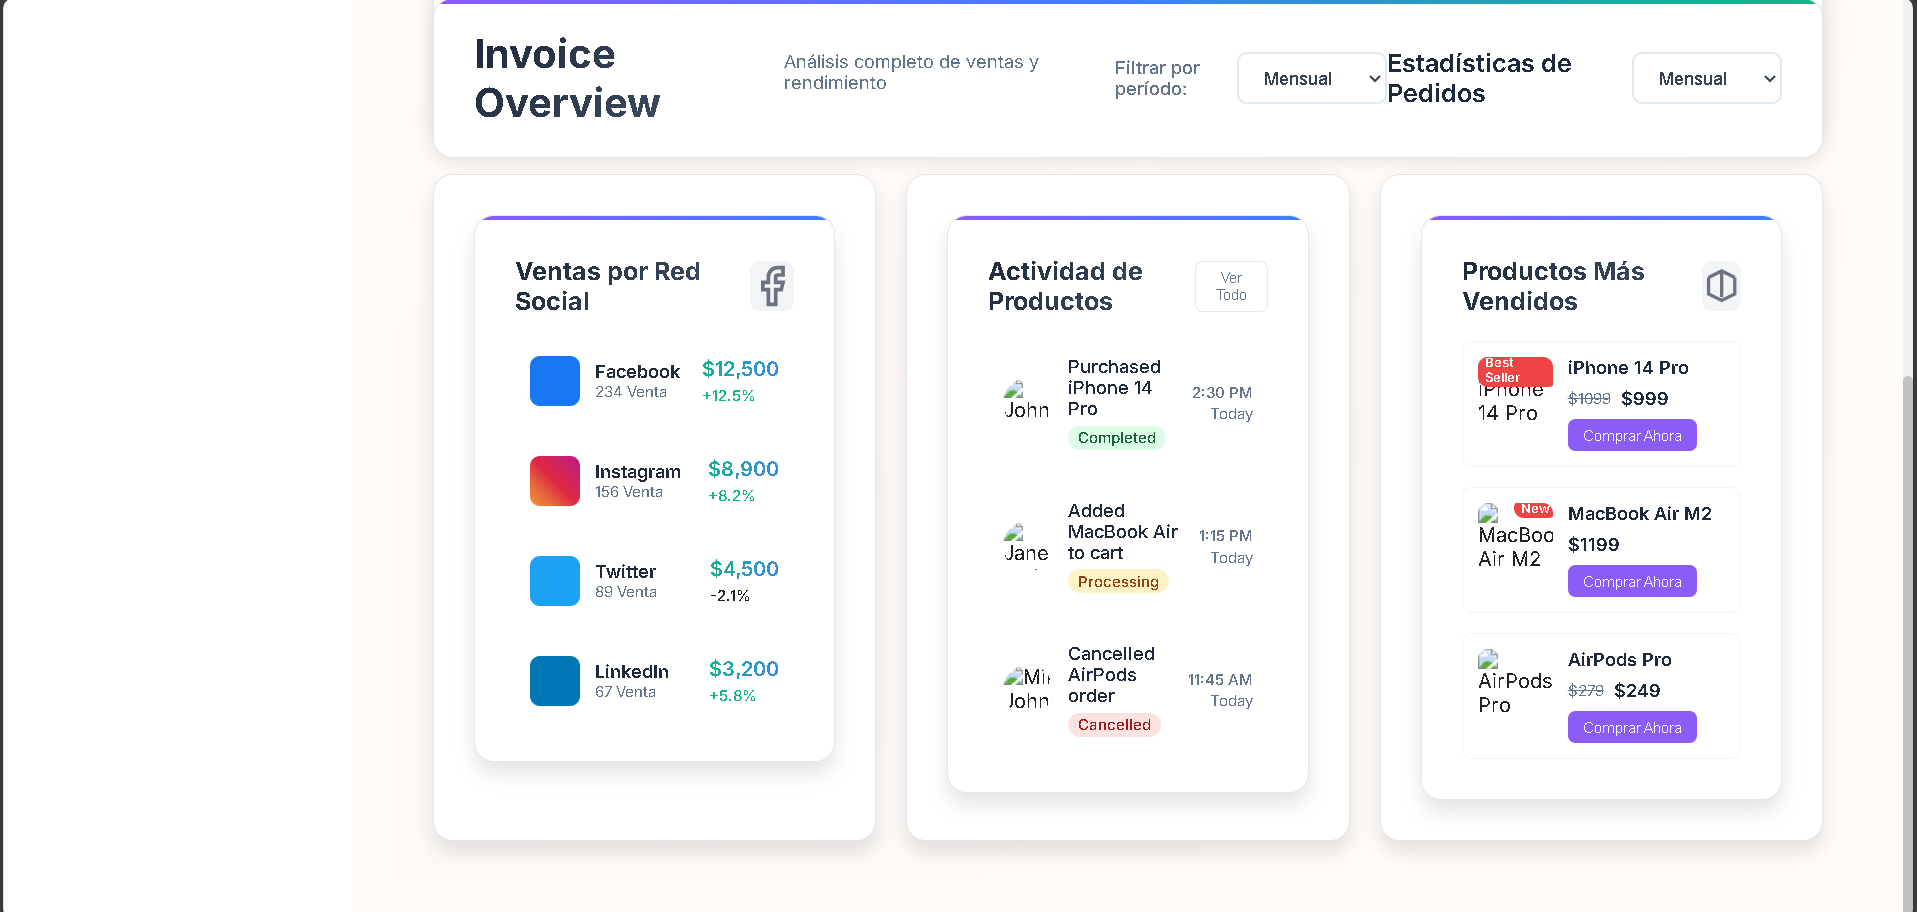 Invoice
Overview
Análisis completo de ventas y
rendimiento
Filtrar por
período:
Mensual
Estadísticas de
Pedidos
Mensual
Ventas por Red
Social
Facebook
234 Venta
$12,500
+12.5%
Instagram
156 Venta
$8,900
+8.2%
Twitter
89 Venta
$4,500
-2.1%
LinkedIn
67 Venta
$3,200
+5.8%
Actividad de
Productos
Ver
Todo
John
Purchased
iPhone 14
Pro
Completed
2:30 PM
Today
Jane
Added
MacBook Air
to cart
Processing
1:15 PM
Today
John
Cancelled
AirPods
order
Cancelled
11:45 AM
Today
Productos Más
Vendidos
Best
Seller
iPhone
14 Pro
iPhone 14 Pro
$1099 $999
Comprar Ahora
New
MacBoo
Air M2
MacBook Air M2
$1199
Comprar Ahora
AirPods
Pro
AirPods Pro
$279 $249
Comprar Ahora